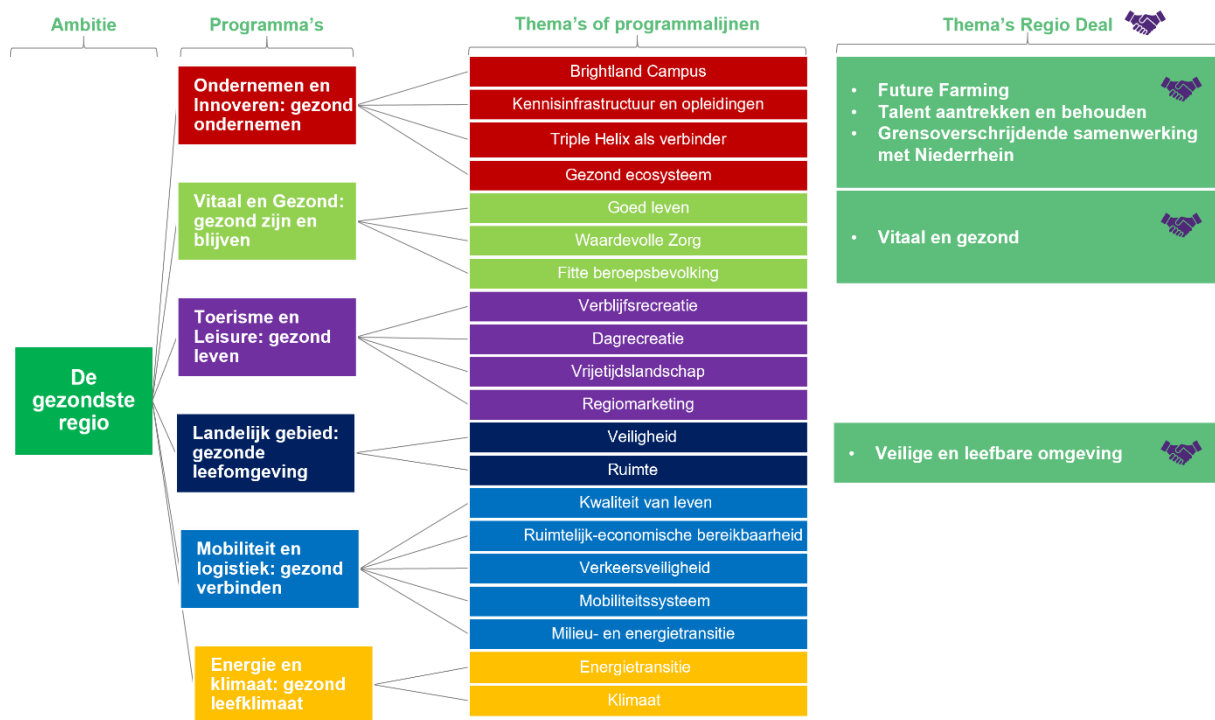 Ambitie
Programma's
Thema's of programmalijnen
Thema's Regio Deal
De
gezondste
regio
Ondernemen en
Innoveren: gezond
ondernemen
Vitaal en Gezond:
gezond zijn en
blijven
Toerisme en
Leisure: gezond
leven
Landelijk gebied:
gezonde
leefomgeving
Mobiliteit en
logistiek: gezond
verbinden
Energie en
klimaat: gezond
leefklimaat
Brightland Campus
Kennisinfrastructuur en opleidingen
Triple Helix als verbinder
Gezond ecosysteem
Goed leven
Waardevolle Zorg
Fitte beroepsbevolking
Verblijfsrecreatie
Dagrecreatie
Vrijetijdslandschap
Regiomarketing
Veiligheid
Ruimte
Kwaliteit van leven
Ruimtelijk-economische bereikbaarheid
Verkeersveiligheid
Mobiliteitssysteem
Milieu- en energietransitie
Energietransitie
Klimaat
• Future Farming
• Talent aantrekken en behouden
• Grensoverschrijdende samenwerking
met Niederrhein
• Vitaal en gezond
• Veilige en leefbare omgeving